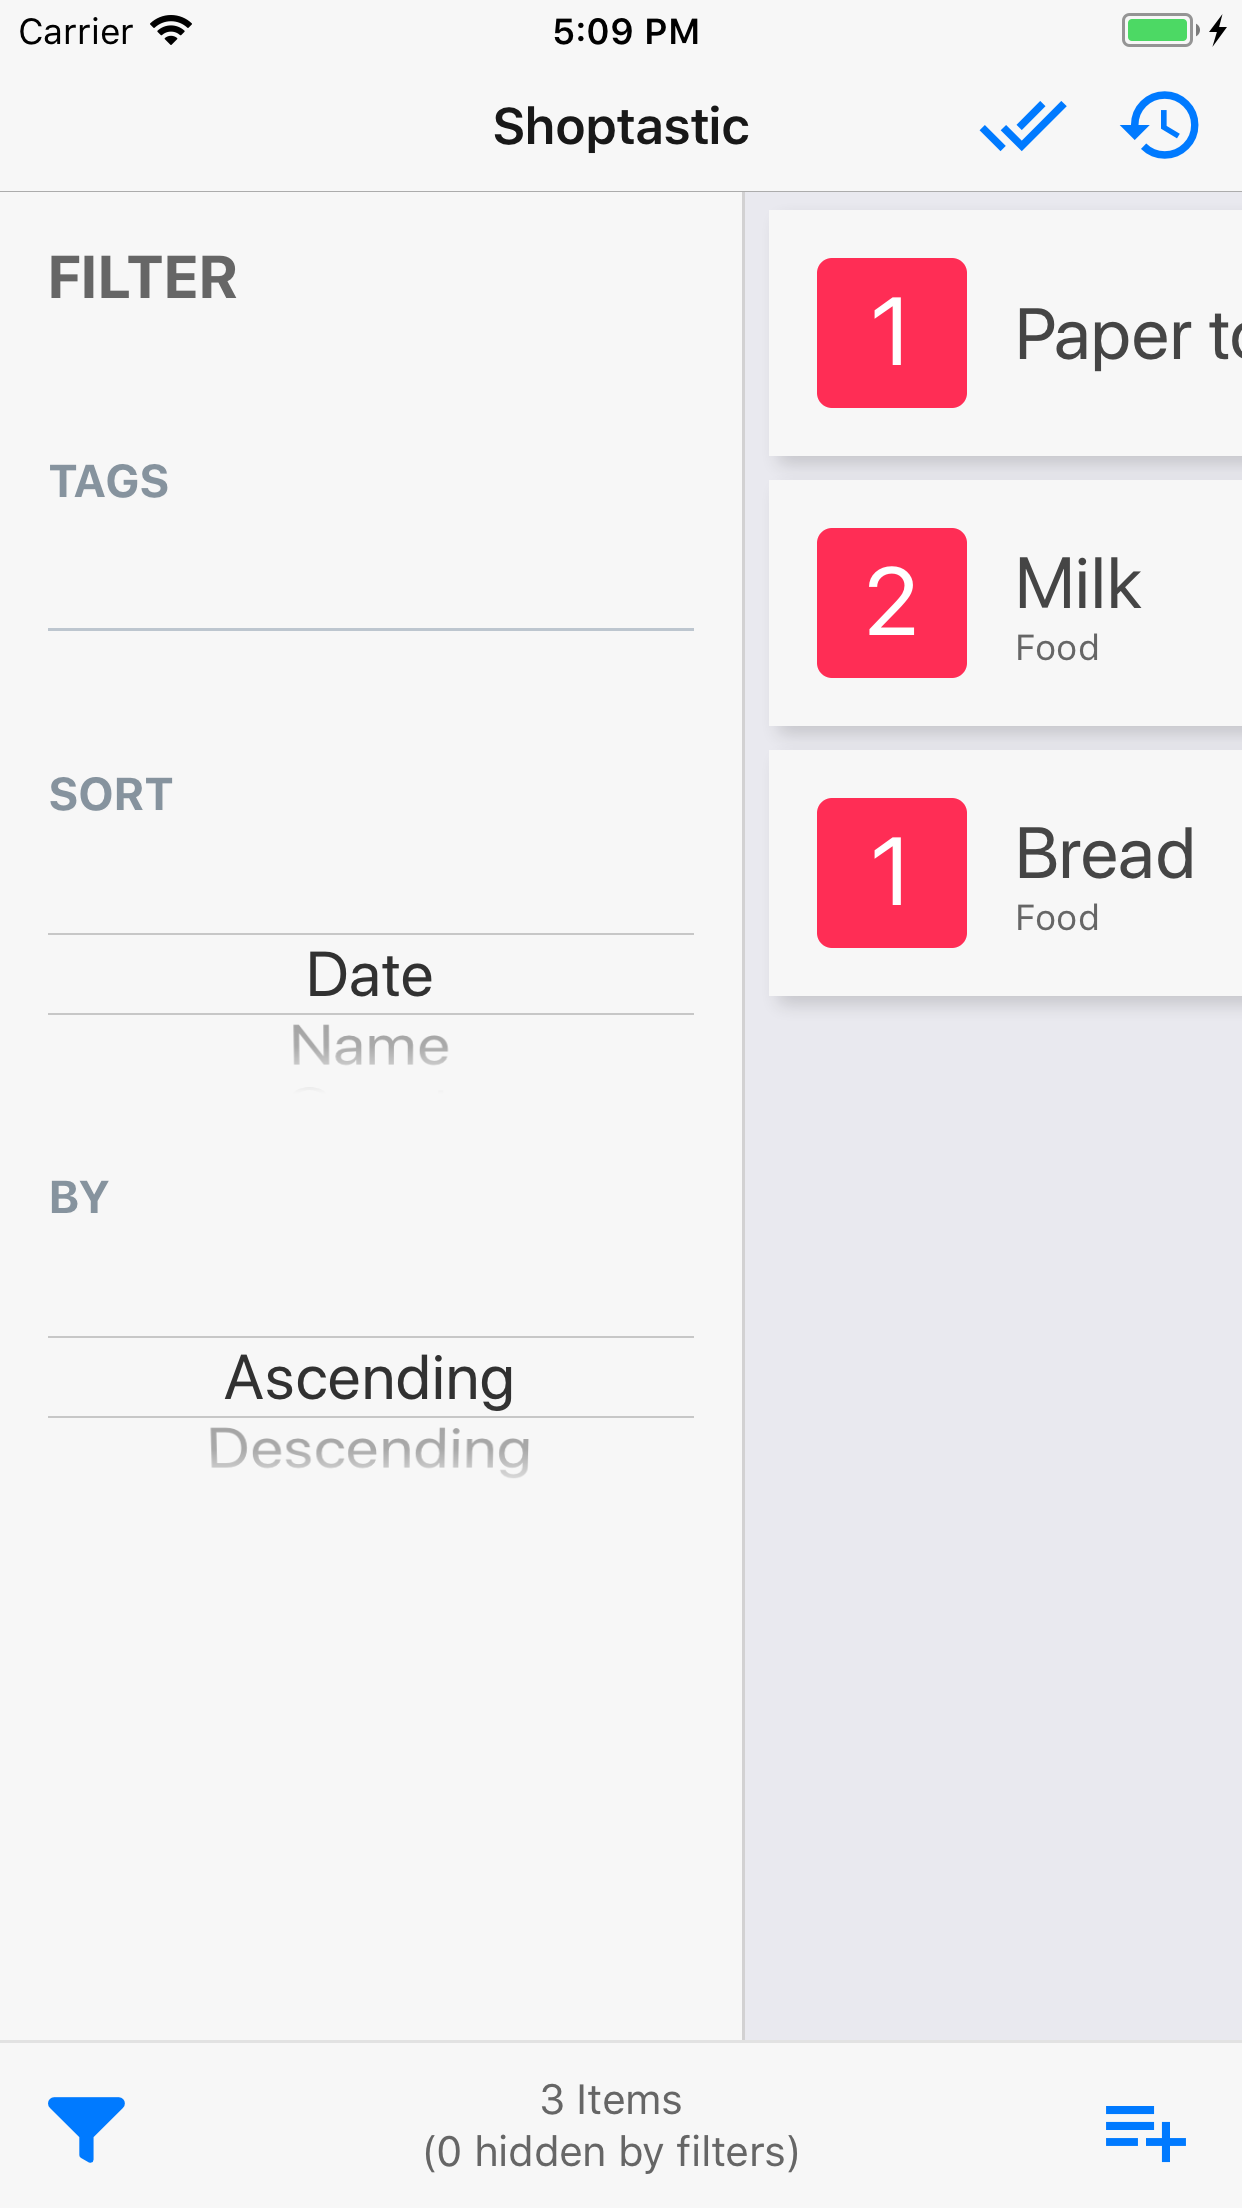 Carrier 5:09 PM
Shoptastic
FILTER
TAGS
SORT
Date
Name
BY
Ascending
Descending
1 Paper
2 Milk
Food
1 Bread
Food
3 Items
(0 hidden by filters)